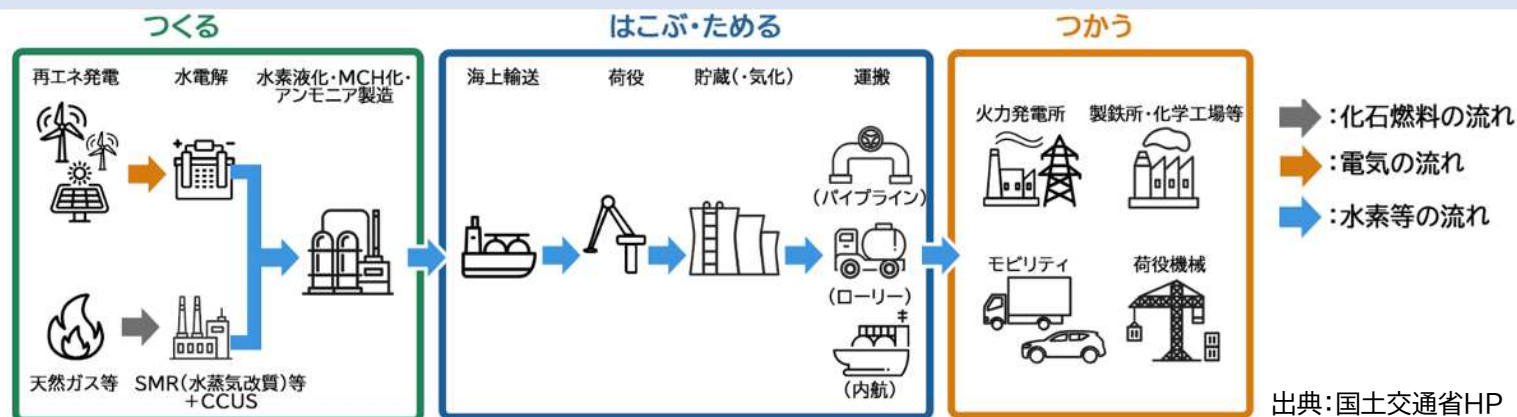 つくる
はこぶ・ためる
つかう
再エネ発電
水電解
水素液化・MCH化・
アンモニア製造
天然ガス等
SMR(水蒸気改質)等
+CCUS
海上輸送
荷役
貯蔵(・気化)
運搬
(パイプライン)
(ローリー)
(内航)
火力発電所
製鉄所・化学工場等
モビリティ
荷役機械
:化石燃料の流れ
:電気の流れ
:水素等の流れ
出典:国土交通省HP